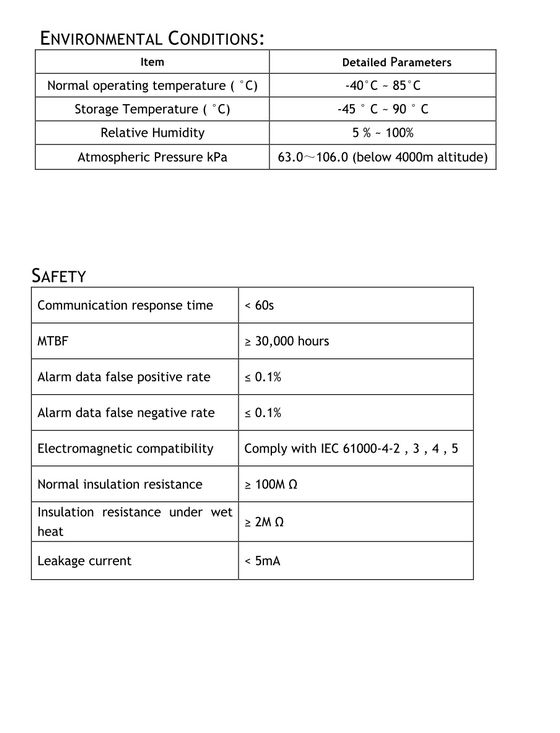 ENVIRONMENTAL CONDITIONS:
Item Detailed Parameters
Normal operating temperature ( °C) -40°C ~ 85°C
Storage Temperature ( °C) -45 ° C ~ 90 ° C
Relative Humidity 5 % ~ 100%
Atmospheric Pressure kPa 63.0～106.0 (below 4000m altitude)
SAFETY
Communication response time < 60s
MTBF ≥ 30,000 hours
Alarm data false positive rate ≤ 0.1%
Alarm data false negative rate ≤ 0.1%
Electromagnetic compatibility Comply with IEC 61000-4-2 , 3 , 4 , 5
Normal insulation resistance ≥ 100M Ω
Insulation resistance under wet
heat ≥ 2M Ω
Leakage current < 5mA